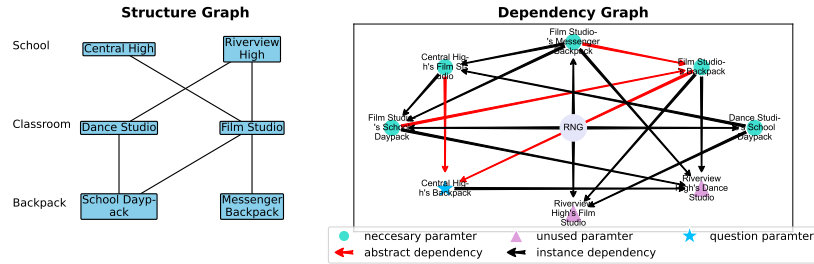 Structure Graph
School
Central High
Riverview
High
Classroom
Dance Studio
Film Studio
Backpack
School Dayp-
ack
Messenger
Backpack
Dependency Graph
Film Studio-
's Messenger
Backpack
Central Hig-
h's Film St-
udio
Film Studio-
's Backpack
Film Studio-
's School
Daypack
RNG
Dance Studi-
o's School
Daypack
Central Hig-
h's Backpack
Riverview
High's Film
Studio
Riverview
High's Dance
Studio
neccesary paramter
unused paramter
question paramter
abstract dependency
instance dependency